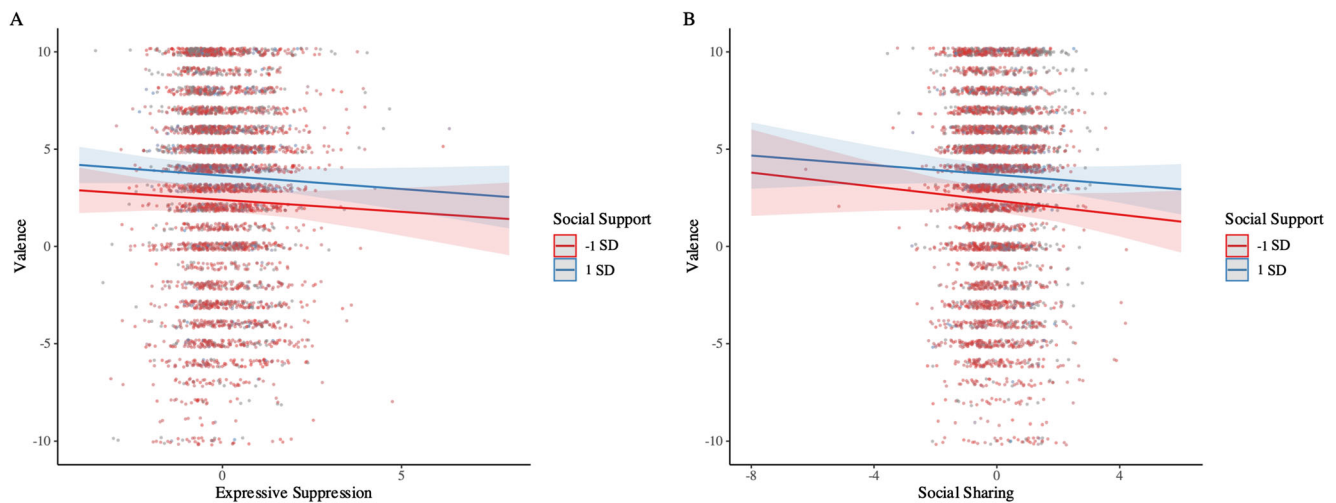 A
Valence
10
5
0
-5
-10
0
5
Expressive Suppression
Social Support
-1 SD
1 SD
B
Valence
10
5
0
-5
-10
-8
-4
0
4
Social Sharing
Social Support
-1 SD
1 SD